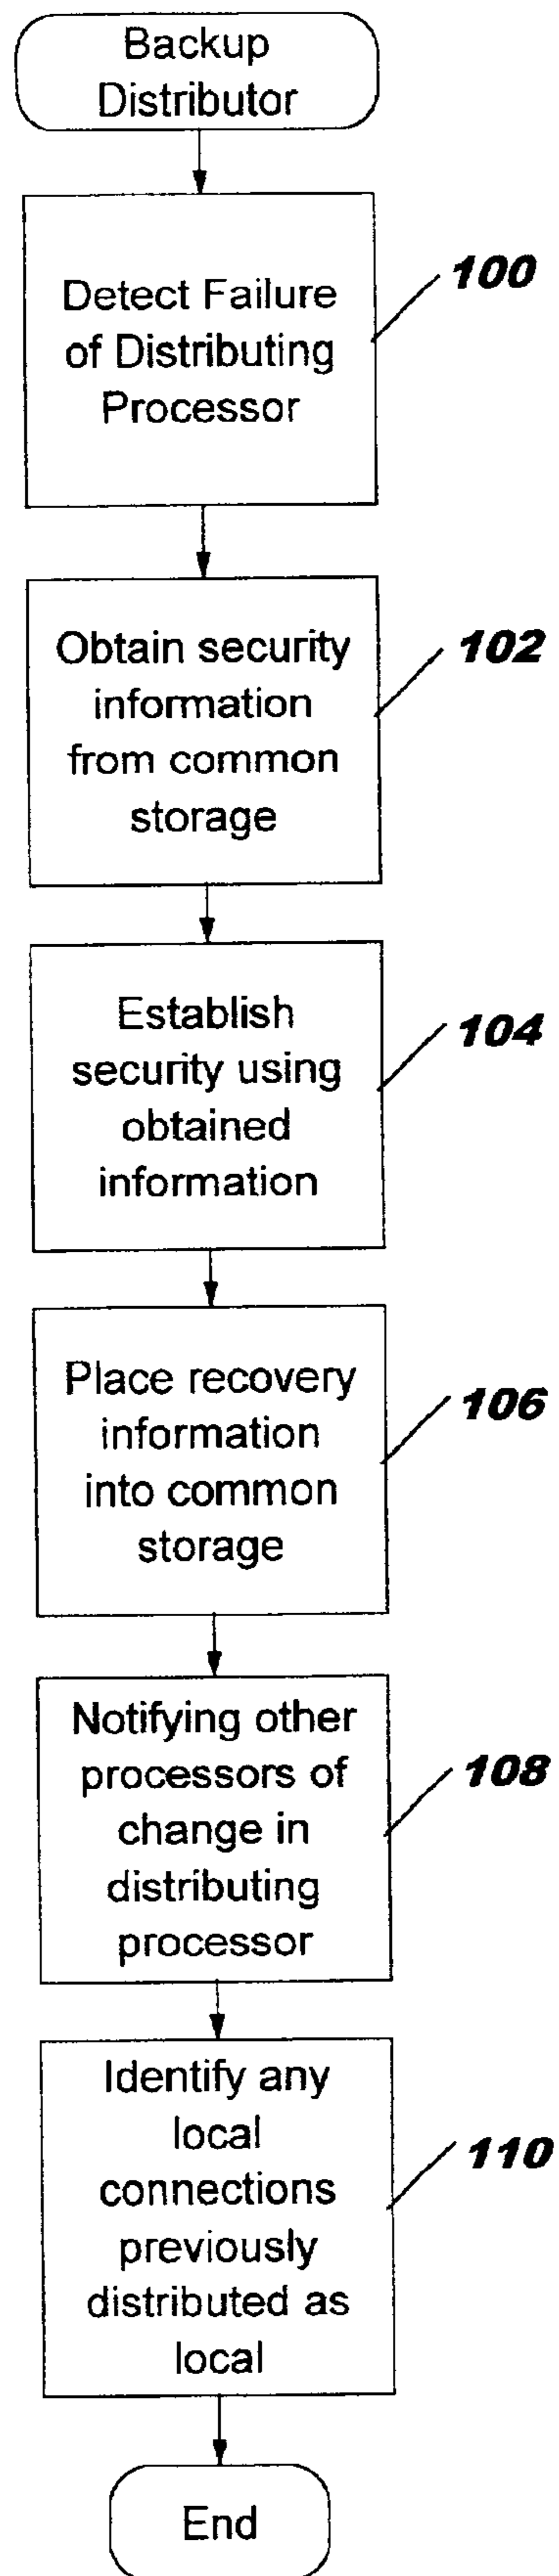 Backup
Distributor
Detect Failure
of Distributing
Processor
100
Obtain security
information
from common
storage
102
Establish
security using
obtained
information
104
Place recovery
information
into common
storage
106
Notifying other
processors of
change in
distributing
processor
108
Identify any
local
connections
previously
distributed as
local
110
End